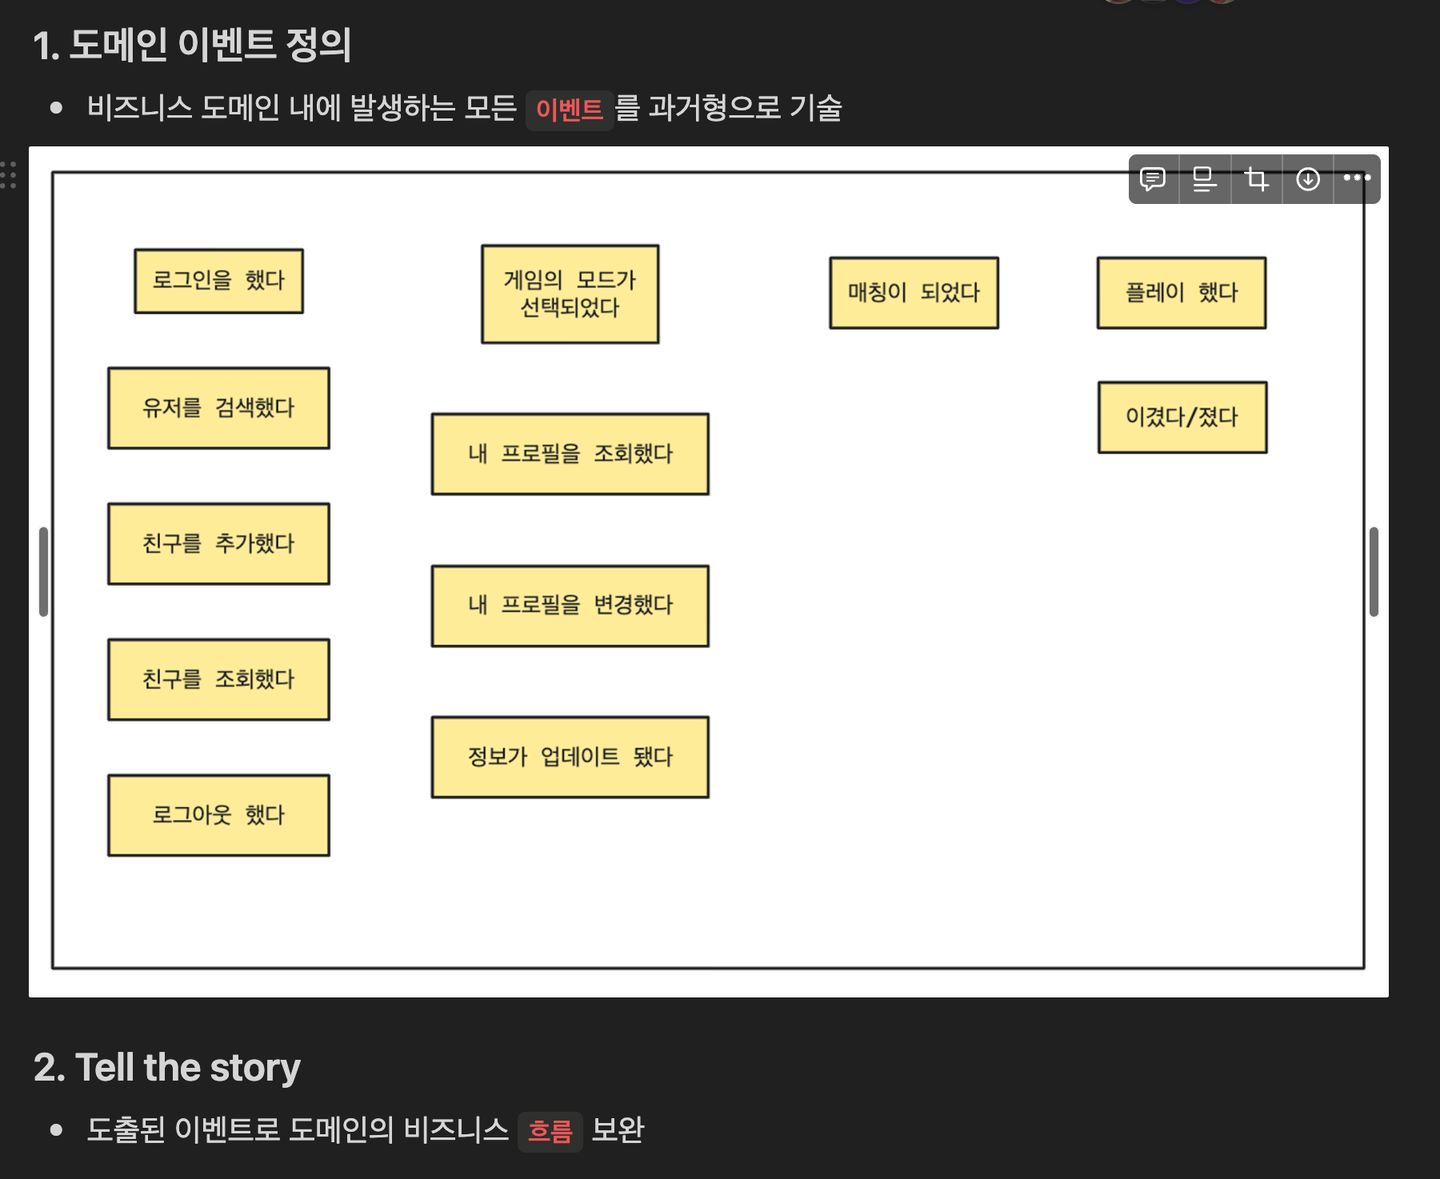 1. 도메인 이벤트 정의
• 비즈니스 도메인 내에 발생하는 모든 이벤트를 과거형으로 기술
로그인을 했다
유저를 검색했다
친구를 추가했다
친구를 조회했다
로그아웃 했다
게임의 모드가
선택되었다
내 프로필을 조회했다
내 프로필을 변경했다
정보가 업데이트 됐다
매칭이 되었다
플레이 했다
이겼다/졌다
2. Tell the story
• 도출된 이벤트로 도메인의 비즈니스 흐름 보완